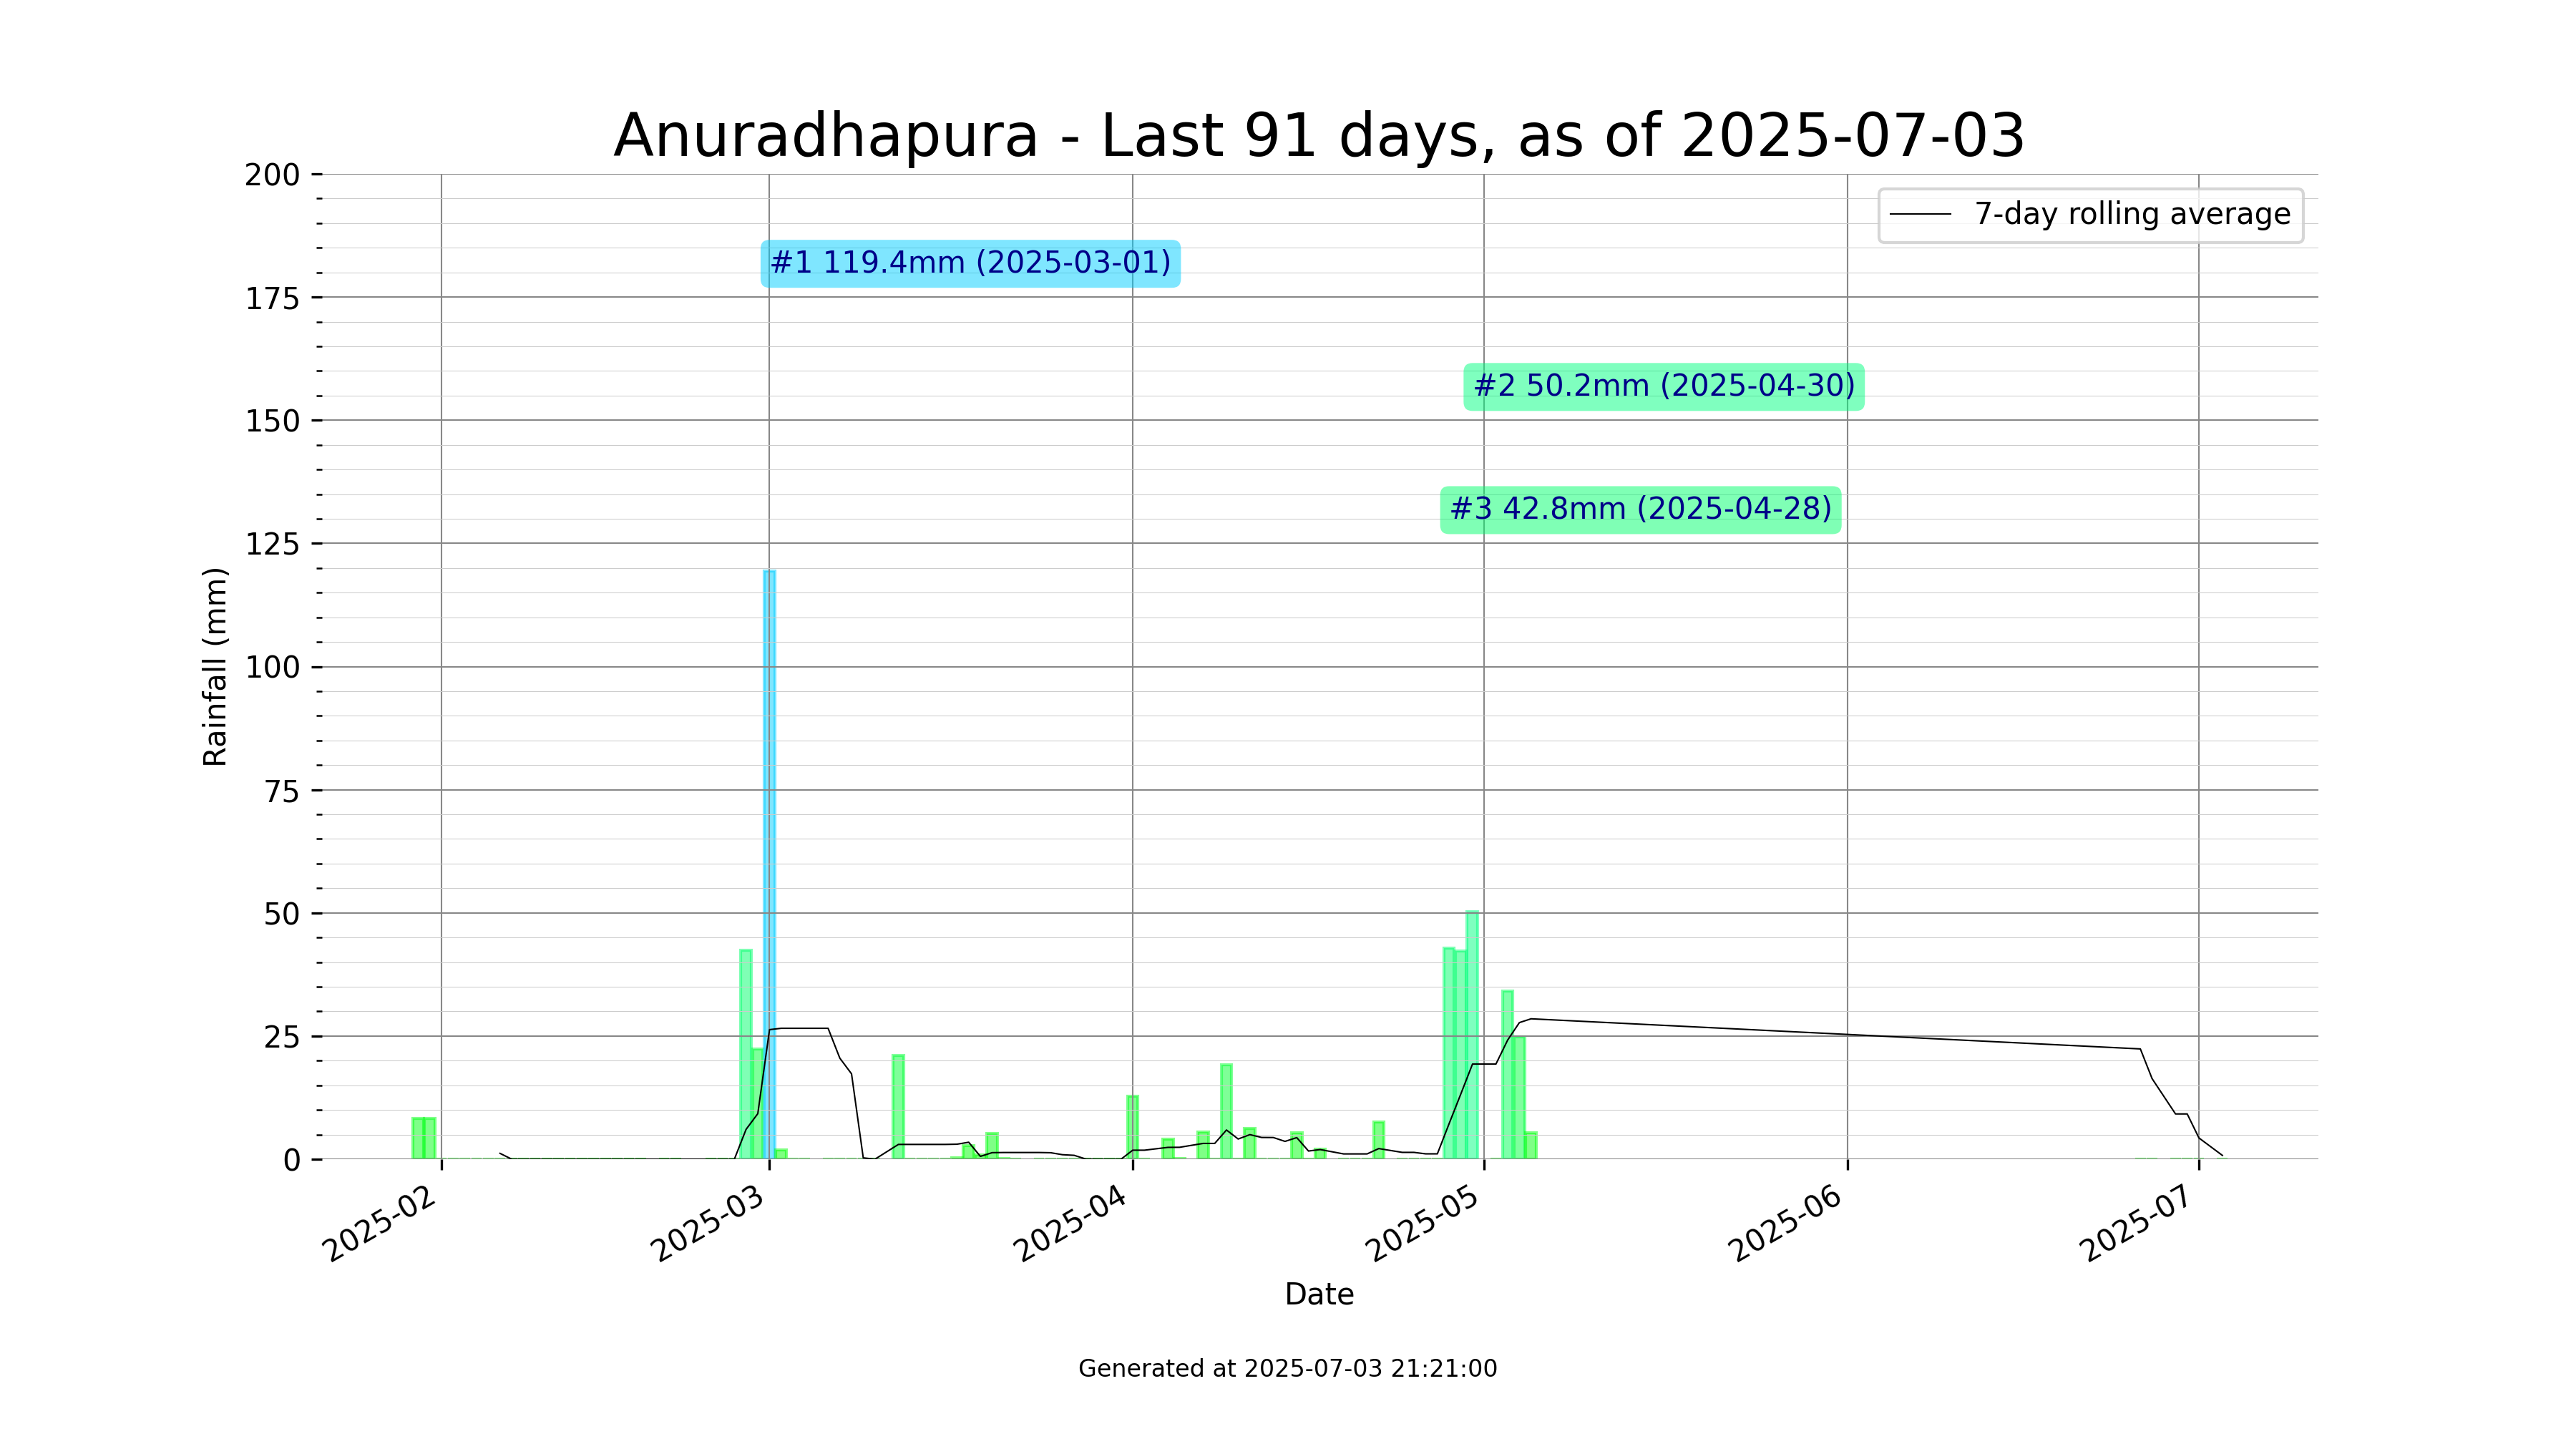 Anuradhapura - Last 91 days, as of 2025-07-03
200
175
150
125
100
75
50
25
0
Rainfall (mm)
7-day rolling average
#1 119.4mm (2025-03-01)
#2 50.2mm (2025-04-30)
#3 42.8mm (2025-04-28)
2025-02
2025-03
2025-04
2025-05
2025-06
2025-07
Date
Generated at 2025-07-03 21:21:00